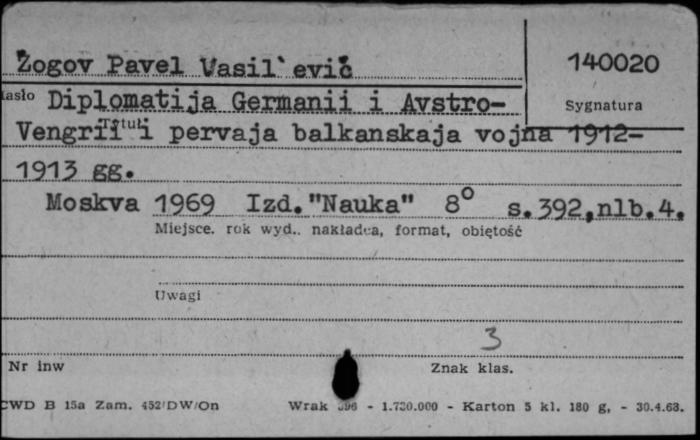 Żogov Pavel Vasil`evič
140020
Hasło Diplomatija Germanii i Avstro-
Sygnatura
Vengrii i pervaja balkanskaja vojna 1912-
Tytuł
1913 gg.
Moskva 1969 Izd."Nauka" 8° s.392,nlb.4.
Miejsce. rok wyd.. nakładca, format, objętość
Uwagi
3
Nr inw
Znak klas.
CWD B 15a Zam. 452/DW/On Wrak 396 - 1.730.000 - Karton 5 kl. 180 g, - 30.4.63.